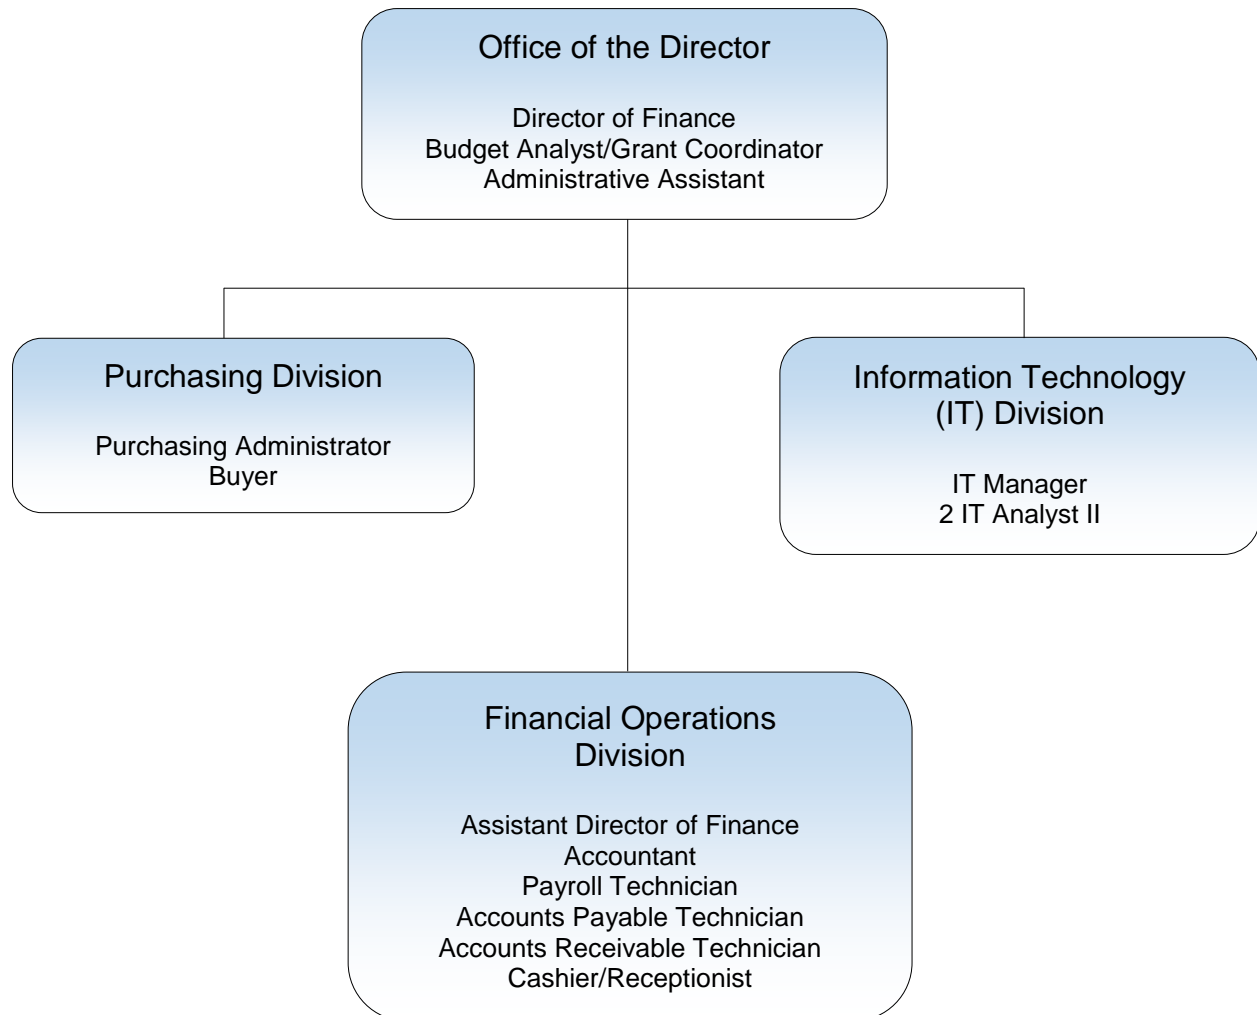 Office of the Director
Director of Finance
Budget Analyst/Grant Coordinator
Administrative Assistant
Purchasing Division
Purchasing Administrator
Buyer
Information Technology
(IT) Division
IT Manager
2 IT Analyst II
Financial Operations
Division
Assistant Director of Finance
Accountant
Payroll Technician
Accounts Payable Technician
Accounts Receivable Technician
Cashier/Receptionist